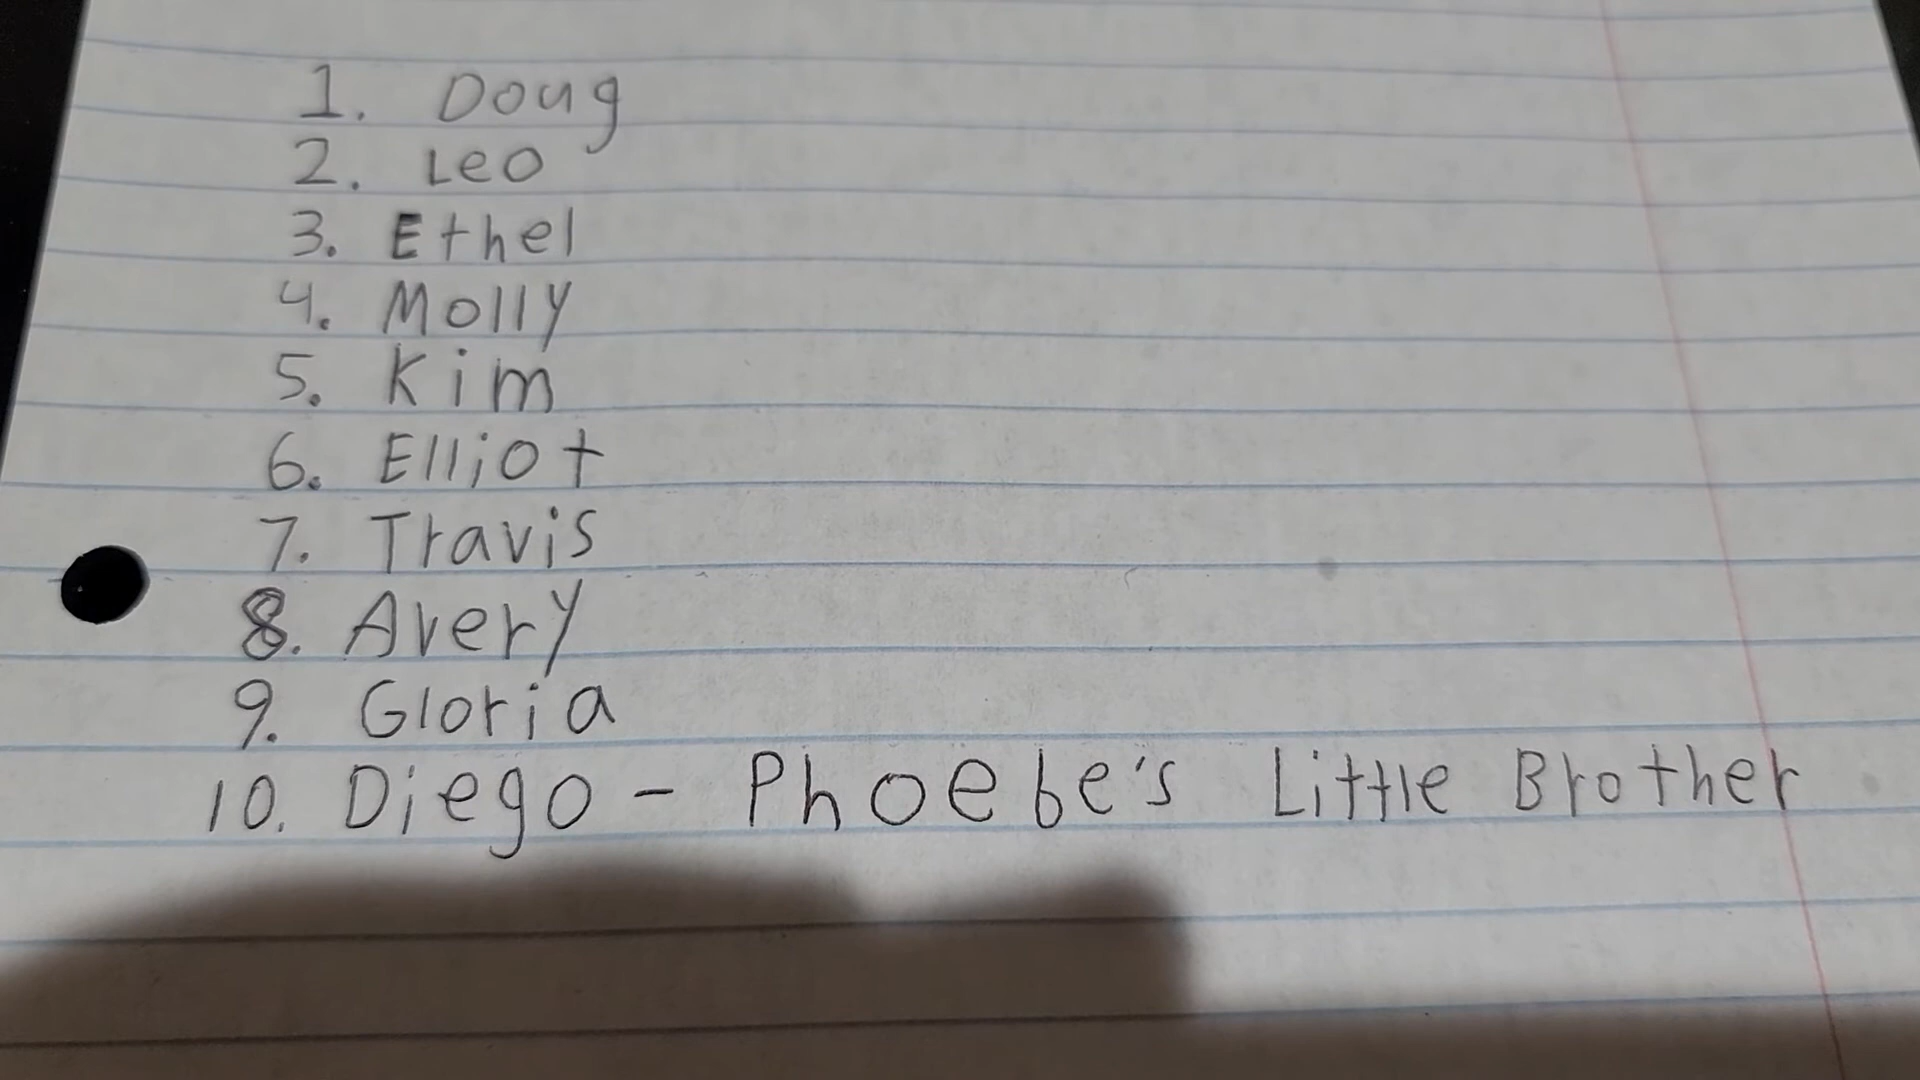 1. Doug
2. Leo
3. Ethel
4. Molly
5. Kim
6. Elliot
7. Travis
8. Avery
9. Gloria
10. Diego - Phoebe's Little Brother